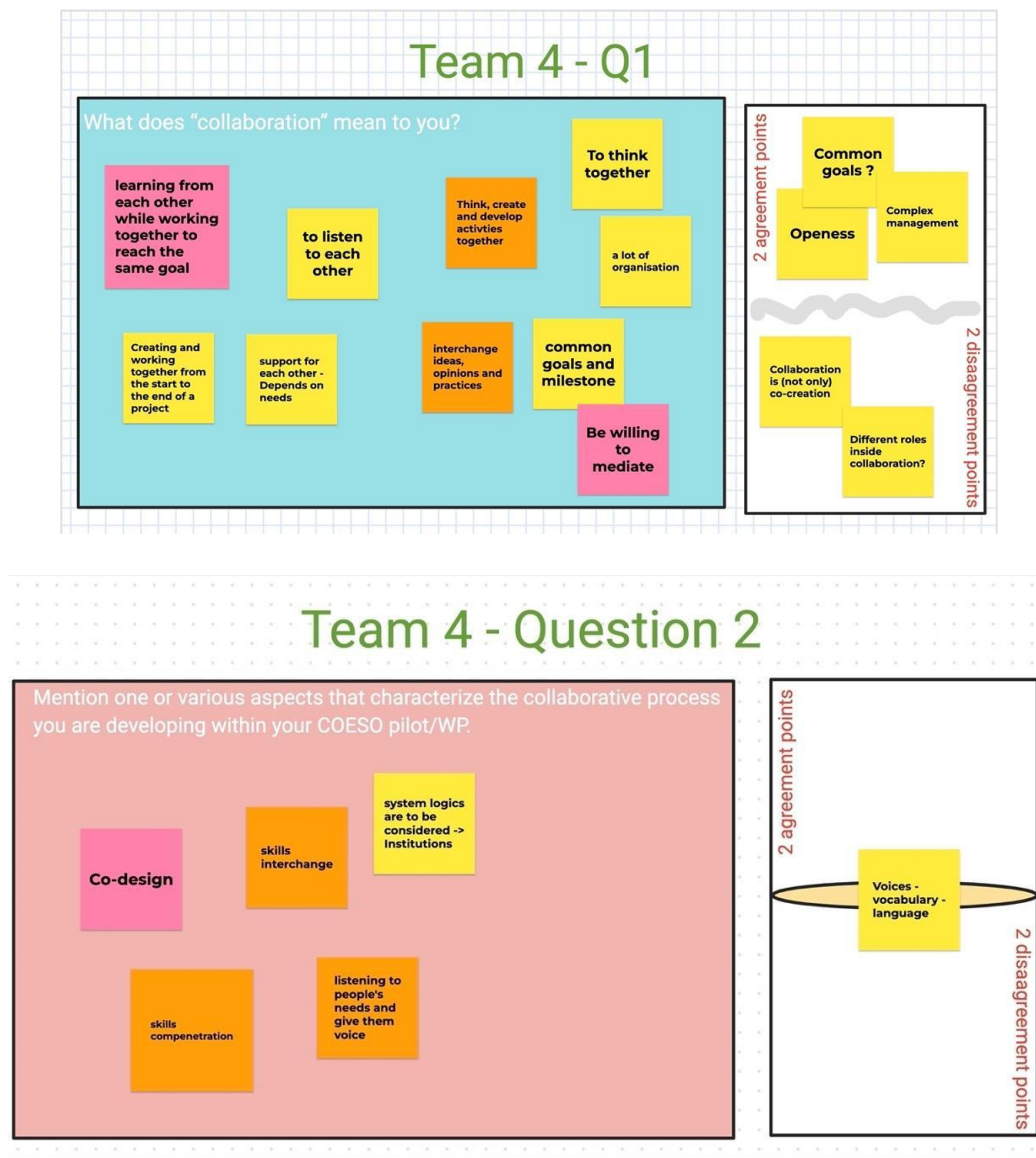 Team 4 - Q1
What does “collaboration” mean to you?
learning from
each other
while working
together to
reach the
same goal
to listen
to each
other
Think, create
and develop
activties
together
To think
together
a lot of
organisation
Creating and
working
together from
the start to
the end of a
project
support for
each other -
Depends on
needs
interchange
ideas,
opinions and
practices
common
goals and
milestone
Be willing
to
mediate
2 agreement points
Common
goals ?
Openess
Complex
management
Collaboration
is (not only)
co-creation
Different roles
inside
collaboration?
2 disaagreement points
Team 4 - Question 2
Mention one or various aspects that characterize the collaborative process
you are developing within your COESO pilot/WP.
Co-design
skills
interchange
system logics
are to be
considered ->
Institutions
skills
compenetration
listening to
people's
needs and
give them
voice
2 agreement points
Voices -
vocabulary -
language
2 disaagreement points